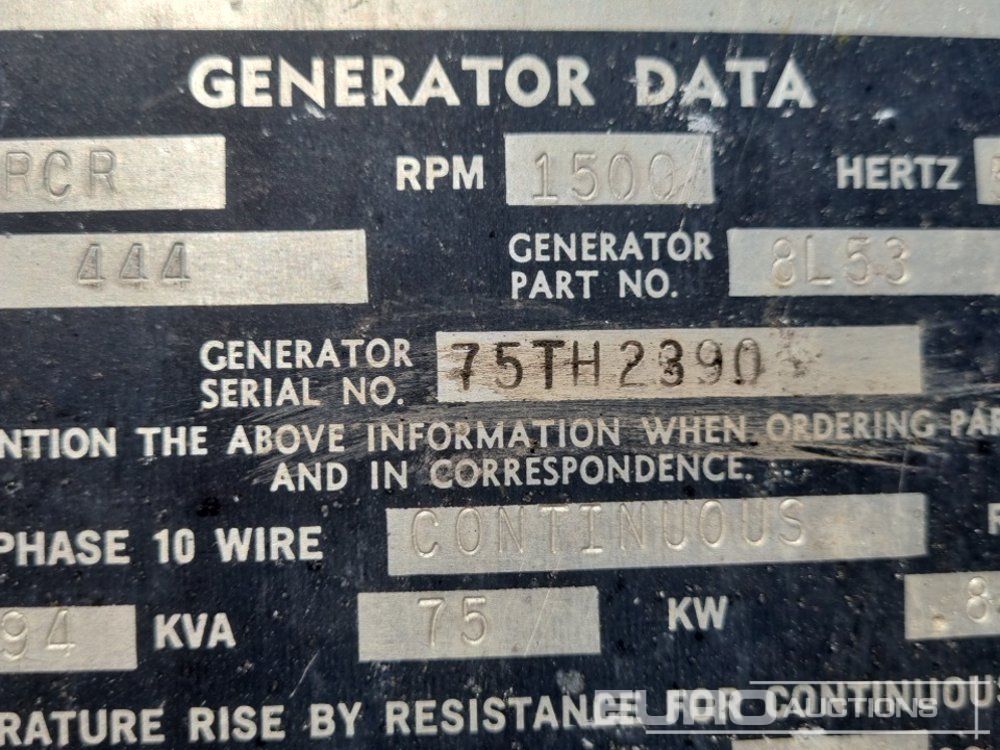 GENERATOR DATA
RCR RPM 1500 HERTZ
444 GENERATOR PART NO. 8L53
GENERATOR SERIAL NO. 75TH2390
NTION THE ABOVE INFORMATION WHEN ORDERING PAR
AND IN CORRESPONDENCE.
PHASE 10 WIRE CONTINUOUS
94 KVA 75 KW .8
RATURE RISE BY RESISTANCE FOR CONTINUOUS
EURO AUCTIONS